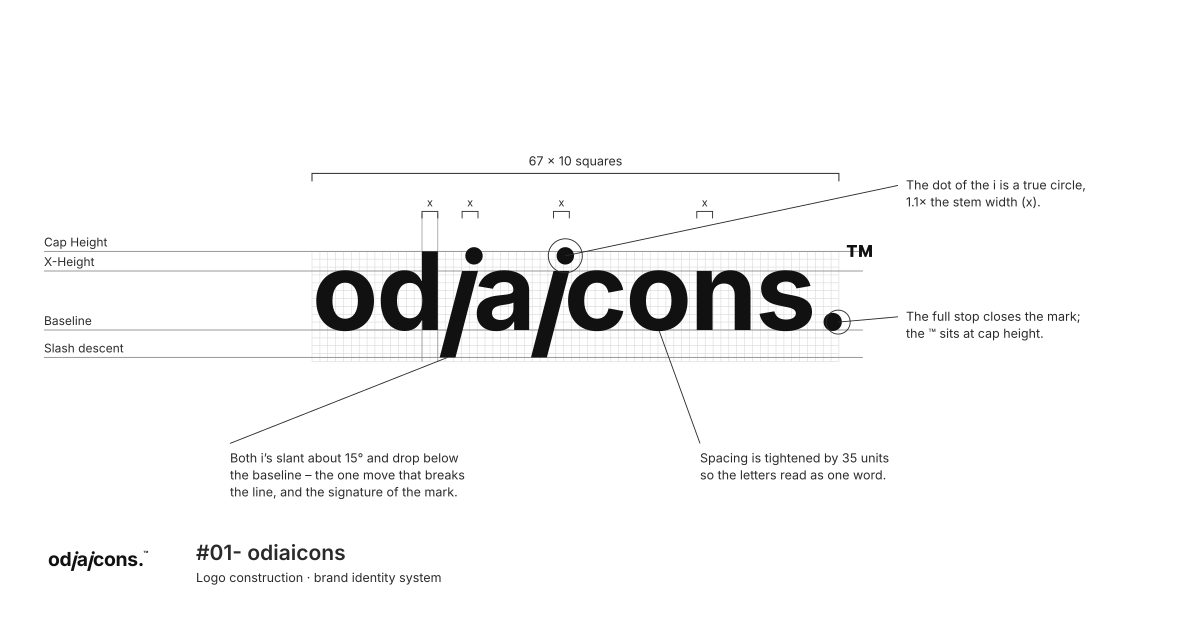 67 × 10 squares
The dot of the i is a true circle,
1.1× the stem width (x).
x x x x
Cap Height
X-Height
Baseline
Slash descent
odiaicons.™
The full stop closes the mark;
the ™ sits at cap height.
Both i’s slant about 15° and drop below
the baseline – the one move that breaks
the line, and the signature of the mark.
Spacing is tightened by 35 units
so the letters read as one word.
odiaicons.™
#01- odiaicons
Logo construction · brand identity system